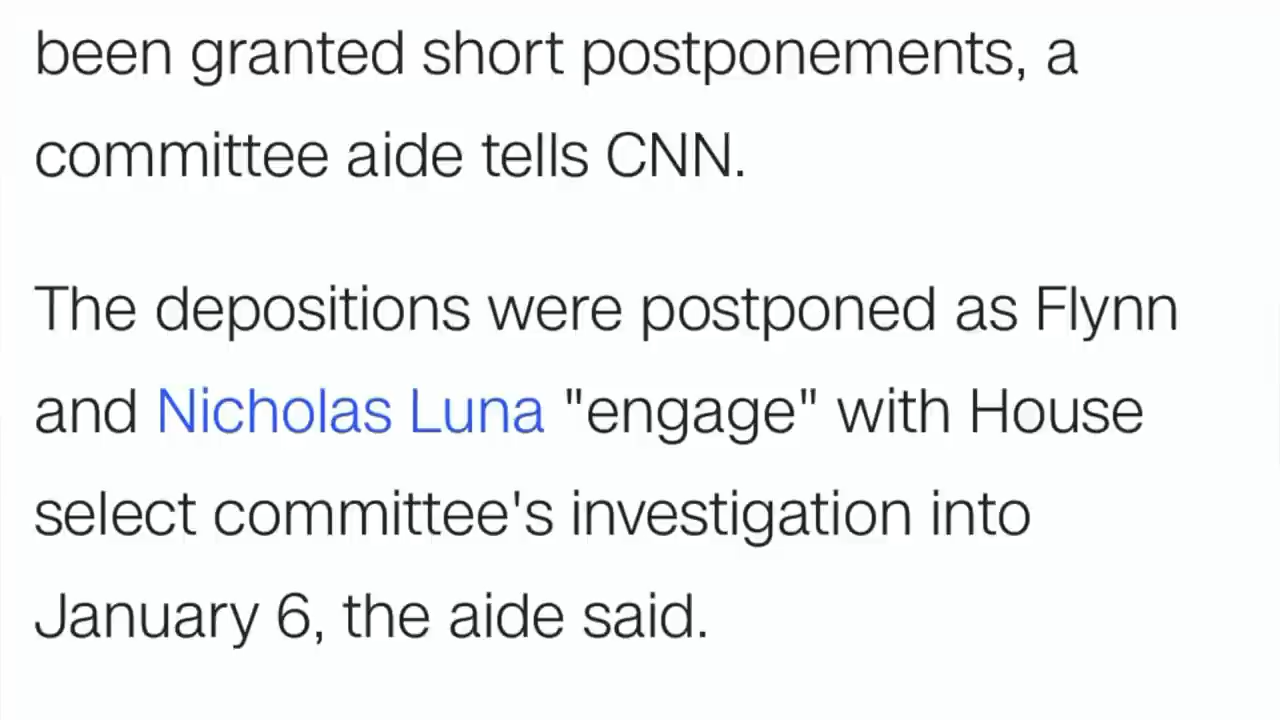 been granted short postponements, a
committee aide tells CNN.
The depositions were postponed as Flynn
and Nicholas Luna "engage" with House
select committee's investigation into
January 6, the aide said.